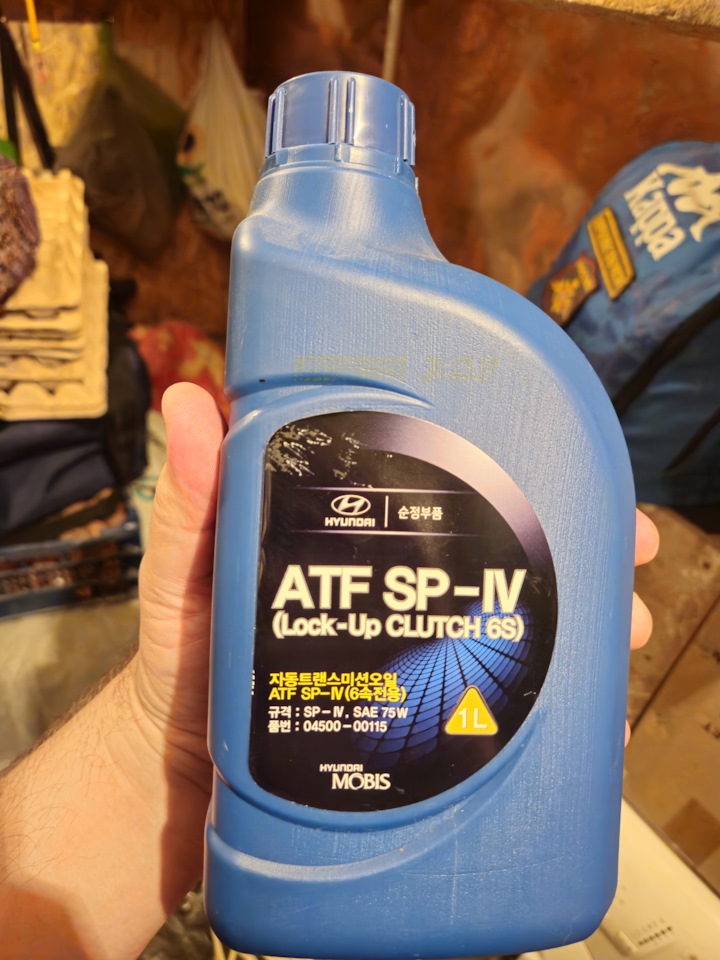 Kappa
HYUNDAI
순정부품
ATF SP-IV
(Lock-Up CLUTCH 6S)
자동트랜스미션오일
ATF SP-IV(6속전용)
규격 : SP-IV, SAE 75W
품번 : 04500-00115
1L
HYUNDAI
MOBIS